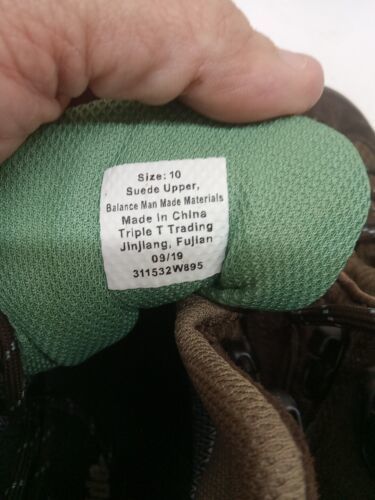 Size: 10
Suede Upper,
Balance Man Made Materials
Made in China
Triple T Trading
Jinjiang, Fujian
09/19
311532W895